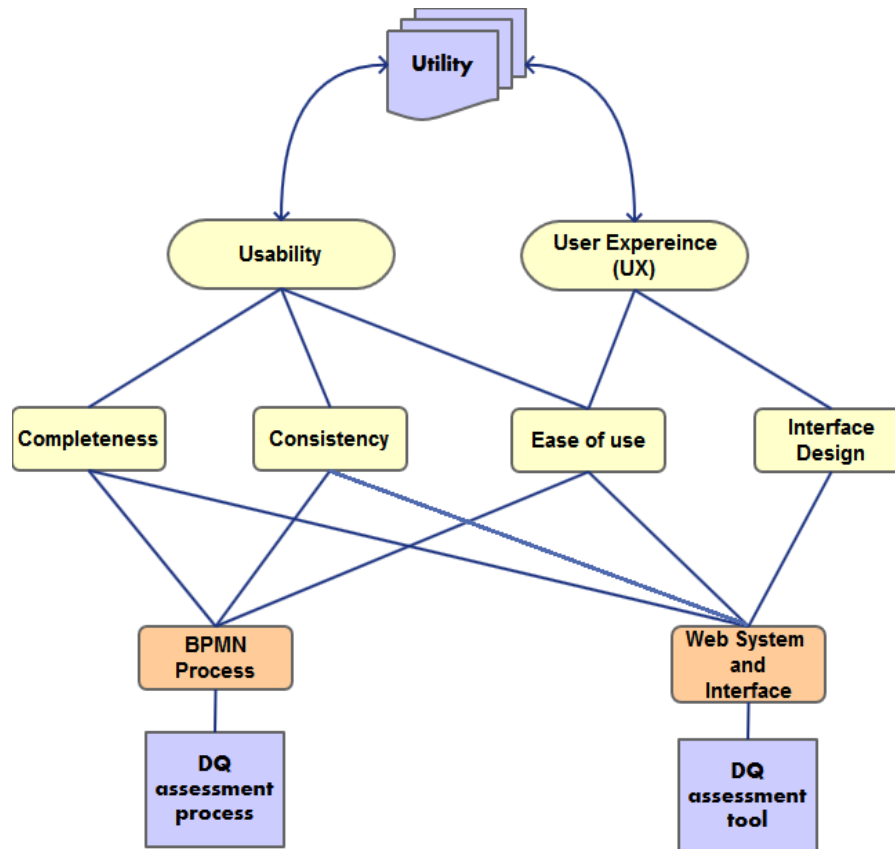 Utility
Usability
User Expereince
(UX)
Completeness
Consistency
Ease of use
Interface
Design
BPMN
Process
Web System
and
Interface
DQ
assessment
process
DQ
assessment
tool